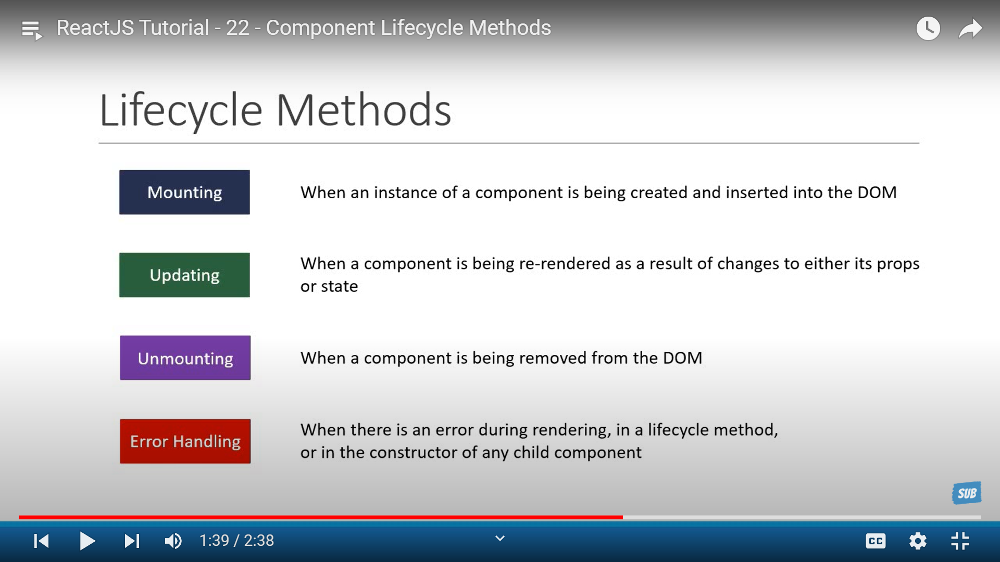 ReactJS Tutorial - 22 - Component Lifecycle Methods
Lifecycle Methods
Mounting
When an instance of a component is being created and inserted into the DOM
Updating
When a component is being re-rendered as a result of changes to either its props
or state
Unmounting
When a component is being removed from the DOM
Error Handling
When there is an error during rendering, in a lifecycle method,
or in the constructor of any child component
SUB
1:39 / 2:38
CC